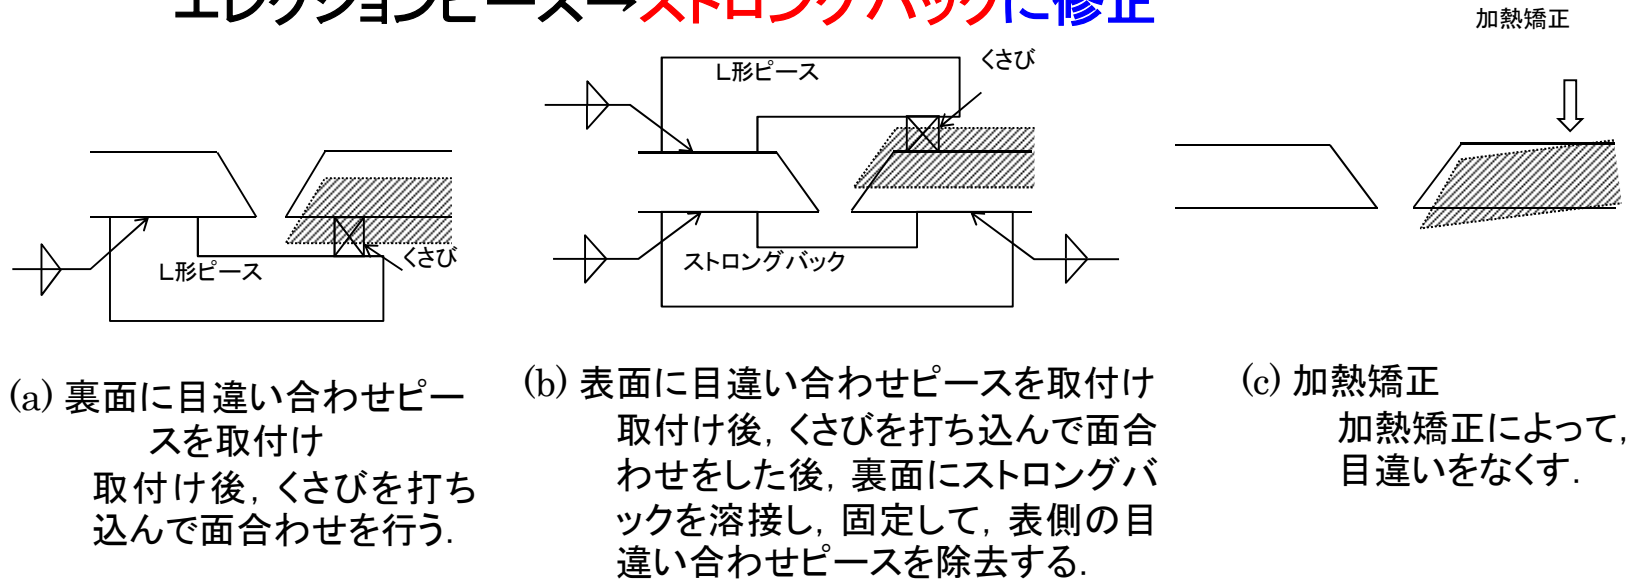 エレクションピース→ストロングバックに修正
加熱矯正
L形ピース
くさび
L形ピース
くさび
ストロングバック
(a) 裏面に目違い合わせピー
スを取付け
取付け後，くさびを打ち
込んで面合わせを行う．
(b) 表面に目違い合わせピースを取付け
取付け後，くさびを打ち込んで面合
わせをした後，裏面にストロングバ
ックを溶接し，固定して，表側の目
違い合わせピースを除去する．
(c) 加熱矯正
加熱矯正によって，
目違いをなくす．